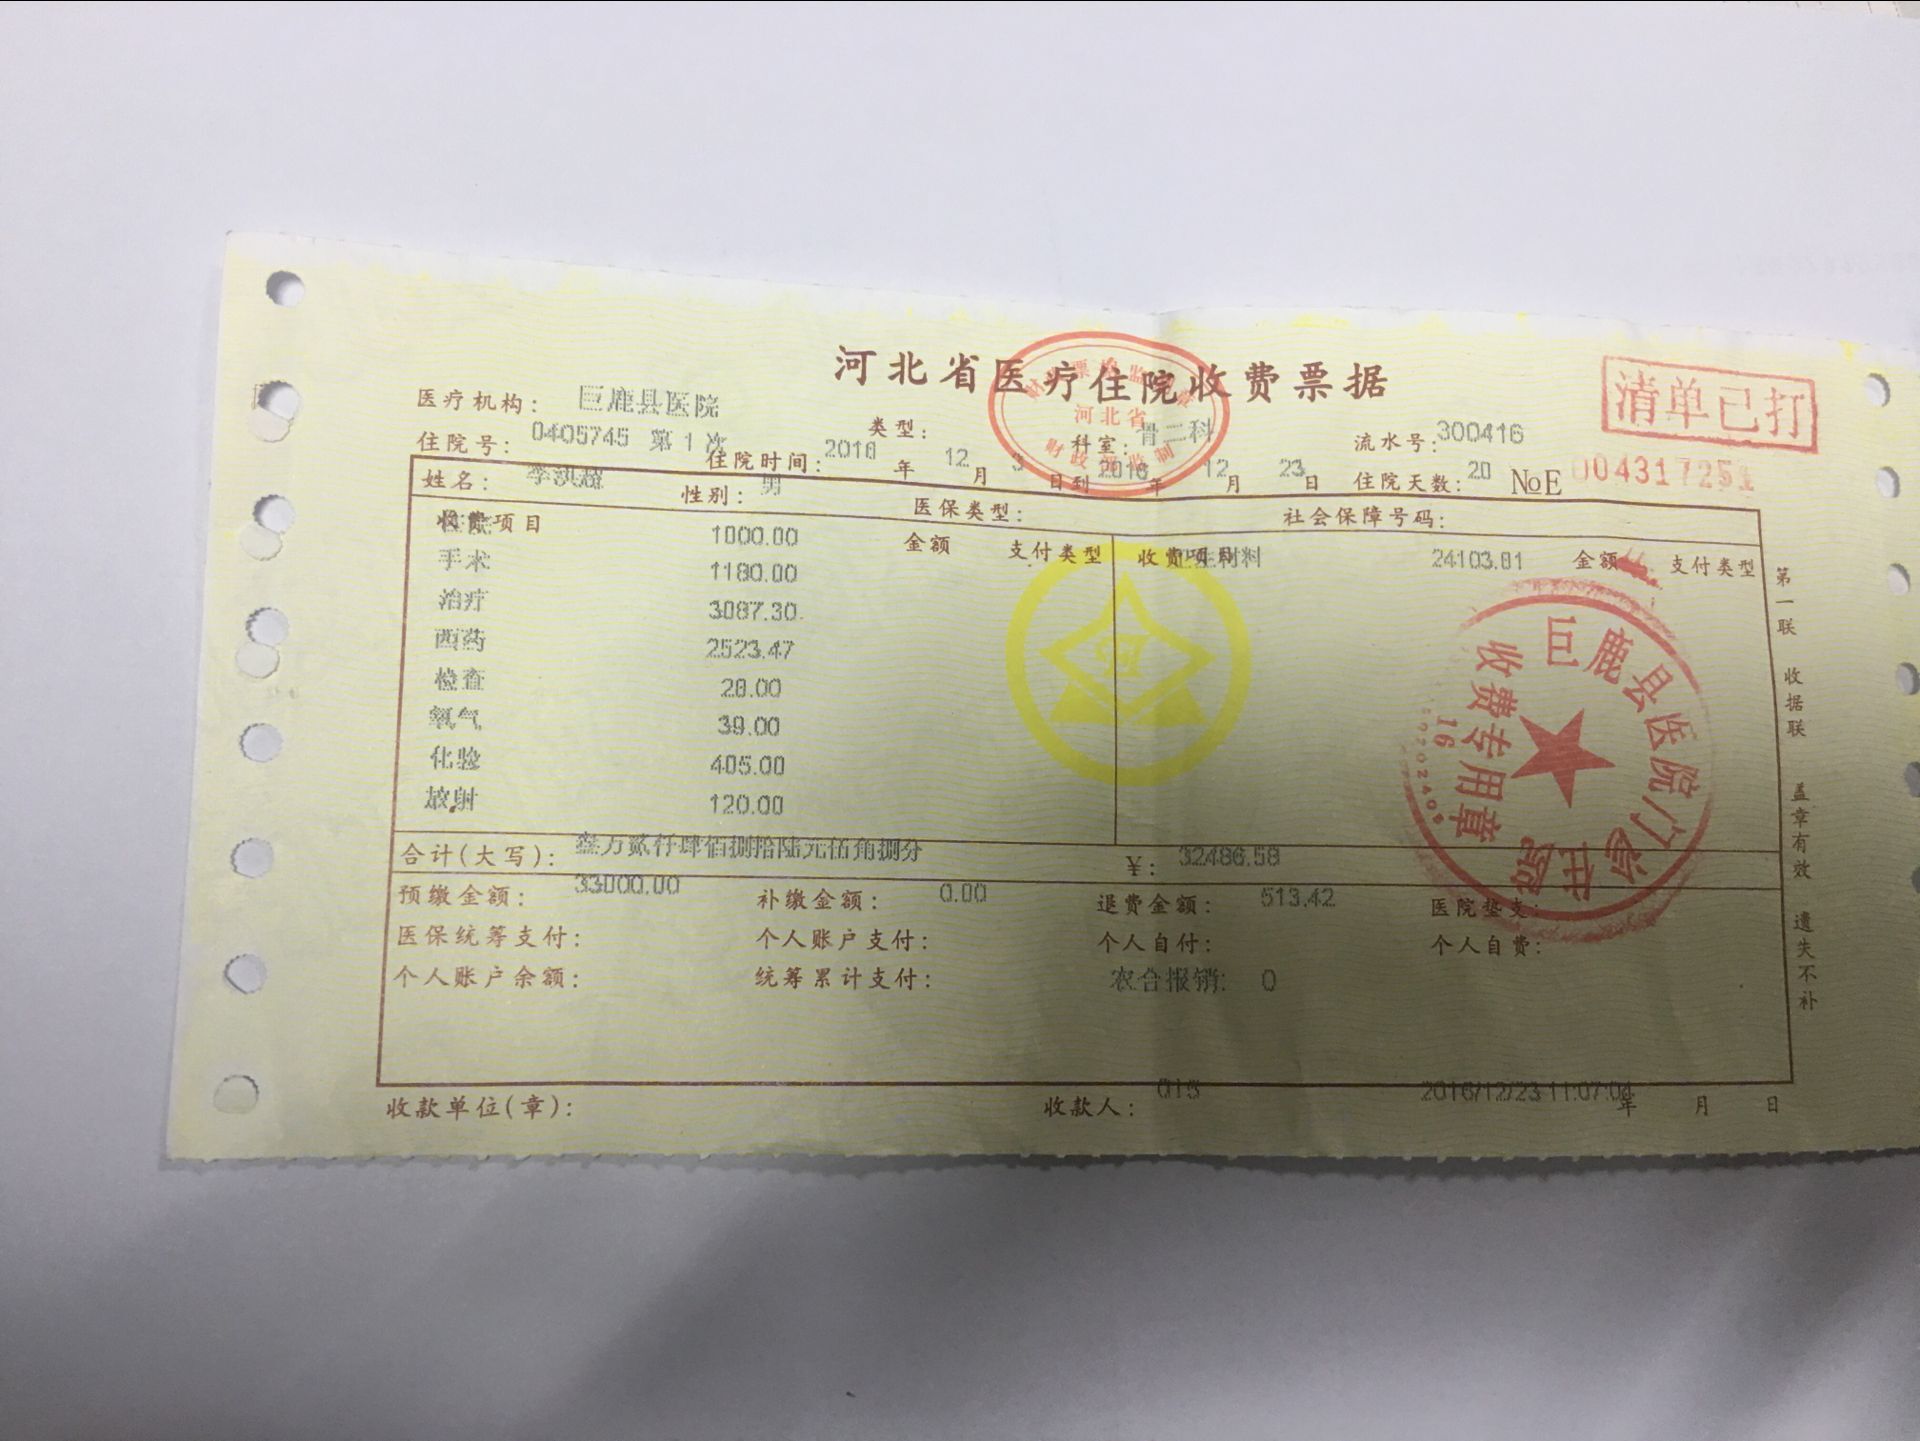 河北省医疗住院收费票据
清单已打
医疗机构： 巨鹿县医院
类型： 科室： 骨二科 流水号： 300416
住院号： 0405745 第 1 次 住院时间： 2016 年 12 月 3 日到 2016 年 12 月 23 日 住院天数： 20 №E 004317251
姓名： 李洪超 性别： 男 医保类型： 社会保障号码：
收费项目 金额 支付类型 收费项目 金额 支付类型
1000.00 材料 24103.81
手术 1180.00
治疗 3087.30
西药 2523.47
检查 28.00
氧气 39.00
化验 405.00
放射 120.00
合计(大写)： 叁万贰仟肆佰捌拾陆元伍角捌分 ¥： 32486.58
预缴金额： 33000.00 补缴金额： 0.00 退费金额： 513.42 医院垫支：
医保统筹支付： 个人账户支付： 个人自付： 个人自费：
个人账户余额： 统筹累计支付： 农合报销: 0
收款单位(章)： 收款人： 015 2016/12/23 11:07:04 年 月 日
第一联 收据联 盖章有效 遗失不补
河北省
财政部监制
巨鹿县医院门诊住院
收费专用章
16